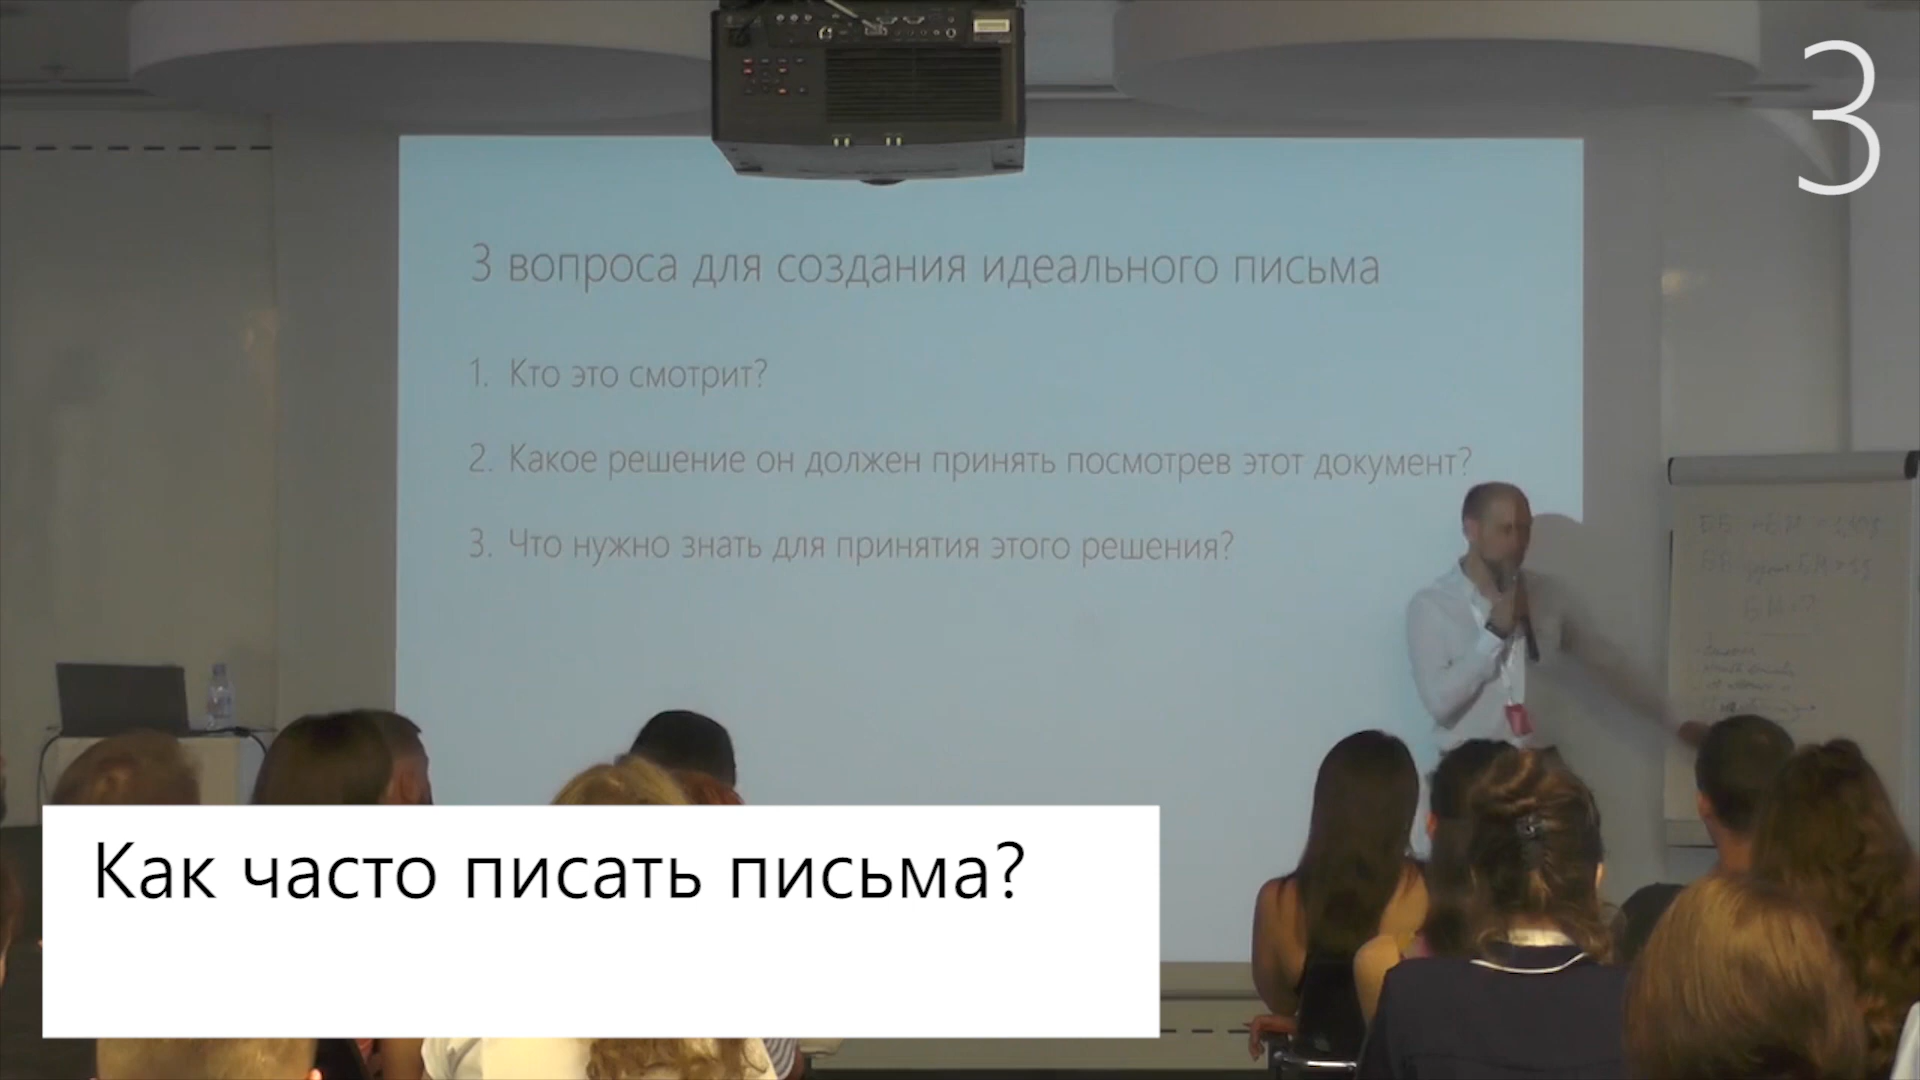 3
3 вопроса для создания идеального письма
1. Кто это смотрит?
2. Какое решение он должен принять посмотрев этот документ?
3. Что нужно знать для принятия этого решения?
Как часто писать письма?